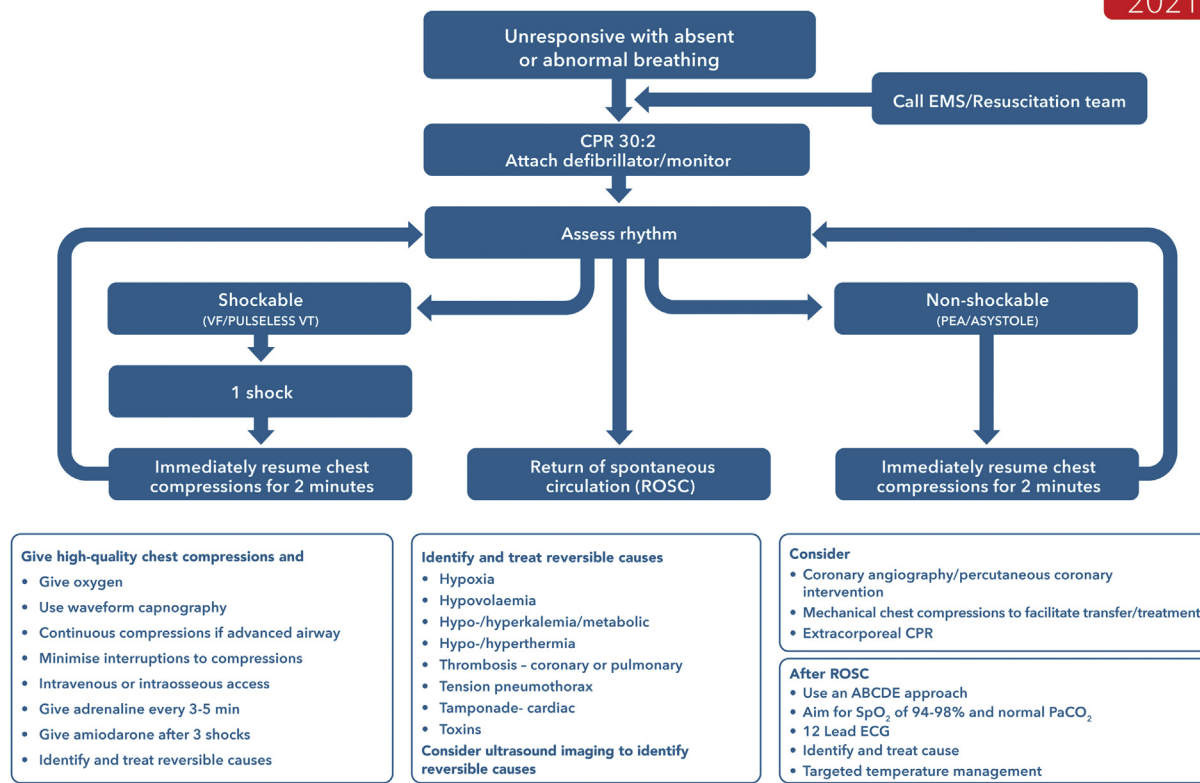 2021
Unresponsive with absent
or abnormal breathing
Call EMS/Resuscitation team
CPR 30:2
Attach defibrillator/monitor
Assess rhythm
Shockable
(VF/PULSELESS VT)
Non-shockable
(PEA/ASYSTOLE)
1 shock
Immediately resume chest
compressions for 2 minutes
Return of spontaneous
circulation (ROSC)
Immediately resume chest
compressions for 2 minutes
Give high-quality chest compressions and
• Give oxygen
• Use waveform capnography
• Continuous compressions if advanced airway
• Minimise interruptions to compressions
• Intravenous or intraosseous access
• Give adrenaline every 3-5 min
• Give amiodarone after 3 shocks
• Identify and treat reversible causes
Identify and treat reversible causes
• Hypoxia
• Hypovolaemia
• Hypo-/hyperkalemia/metabolic
• Hypo-/hyperthermia
• Thrombosis – coronary or pulmonary
• Tension pneumothorax
• Tamponade- cardiac
• Toxins
Consider ultrasound imaging to identify
reversible causes
Consider
• Coronary angiography/percutaneous coronary
intervention
• Mechanical chest compressions to facilitate transfer/treatment
• Extracorporeal CPR
After ROSC
• Use an ABCDE approach
• Aim for SpO₂ of 94-98% and normal PaCO₂
• 12 Lead ECG
• Identify and treat cause
• Targeted temperature management